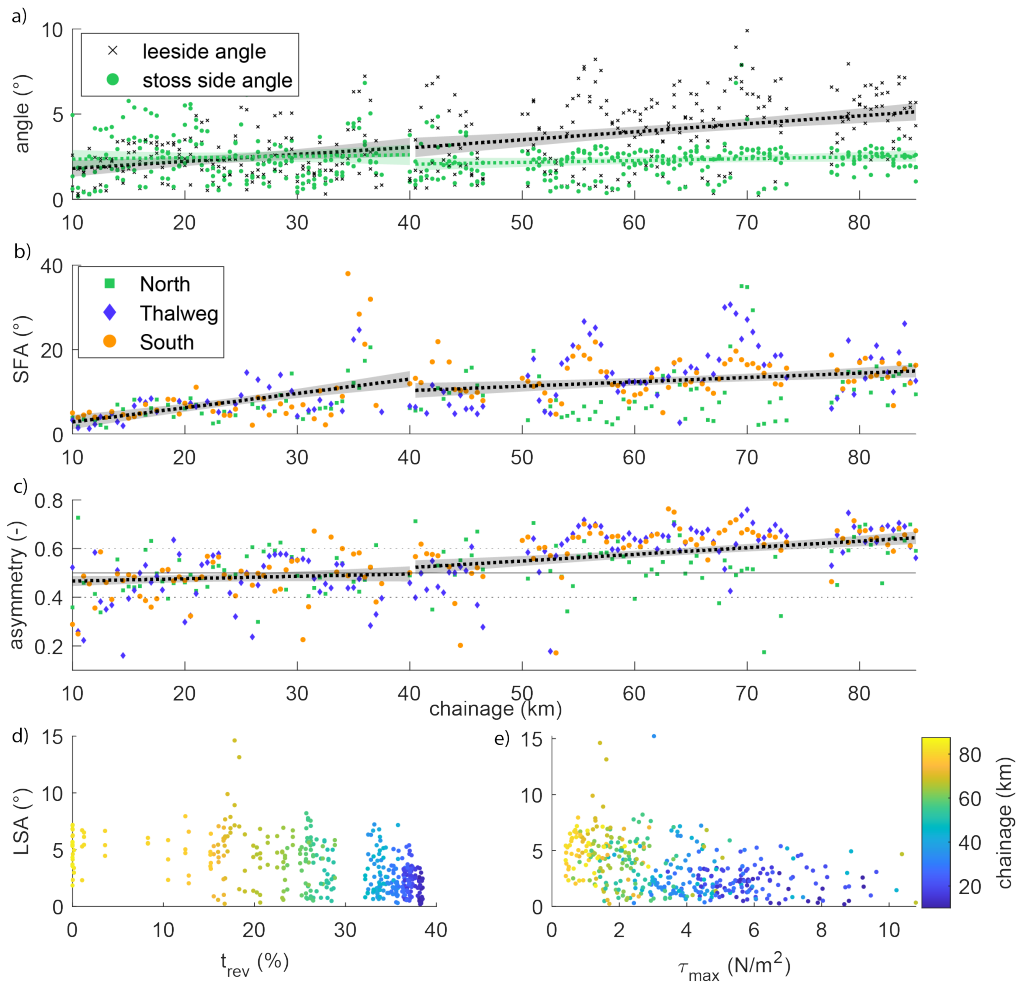 a)
10
5
0
angle (°)
leeside angle
stoss side angle
10 20 30 40 50 60 70 80
b)
40
20
0
SFA (°)
North
Thalweg
South
10 20 30 40 50 60 70 80
c)
0.8
0.6
0.4
0.2
asymmetry (-)
10 20 30 40 50 60 70 80
chainage (km)
d)
15
10
5
0
LSA (°)
0 10 20 30 40
t_rev (%)
e)
15
10
5
0
0 2 4 6 8 10
τ_max (N/m²)
80
60
40
20
chainage (km)